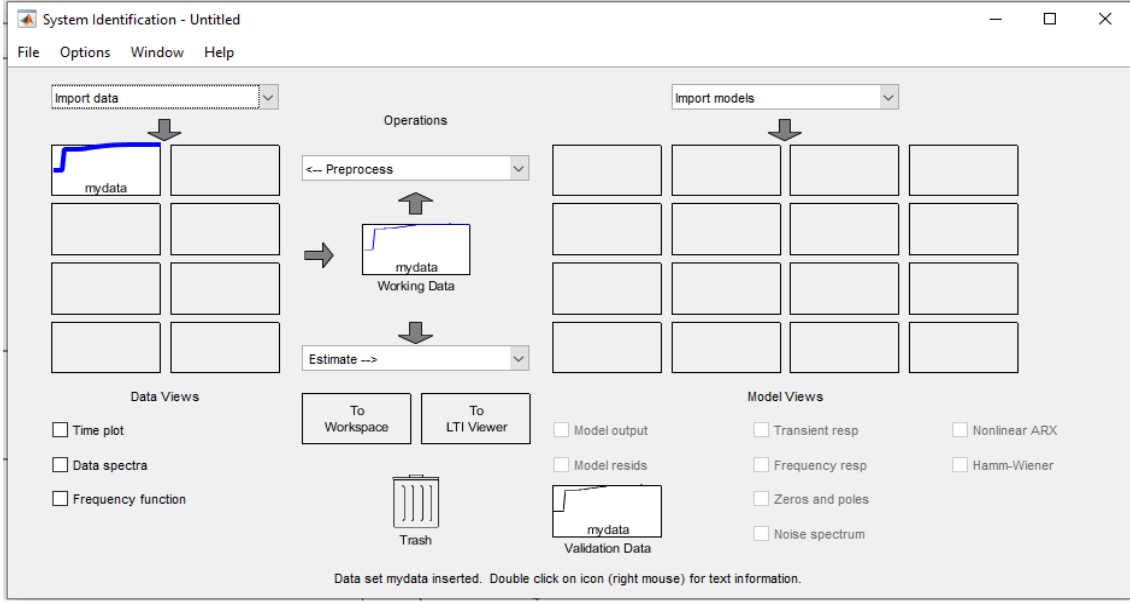 System Identification - Untitled
File Options Window Help
Import data
Import models
Operations
<-- Preprocess
mydata
mydata
Working Data
Estimate -->
Data Views
Model Views
To
Workspace
To
LTI Viewer
Time plot
Data spectra
Frequency function
Model output
Transient resp
Nonlinear ARX
Model resids
Frequency resp
Hamm-Wiener
Zeros and poles
Noise spectrum
Trash
mydata
Validation Data
Data set mydata inserted. Double click on icon (right mouse) for text information.